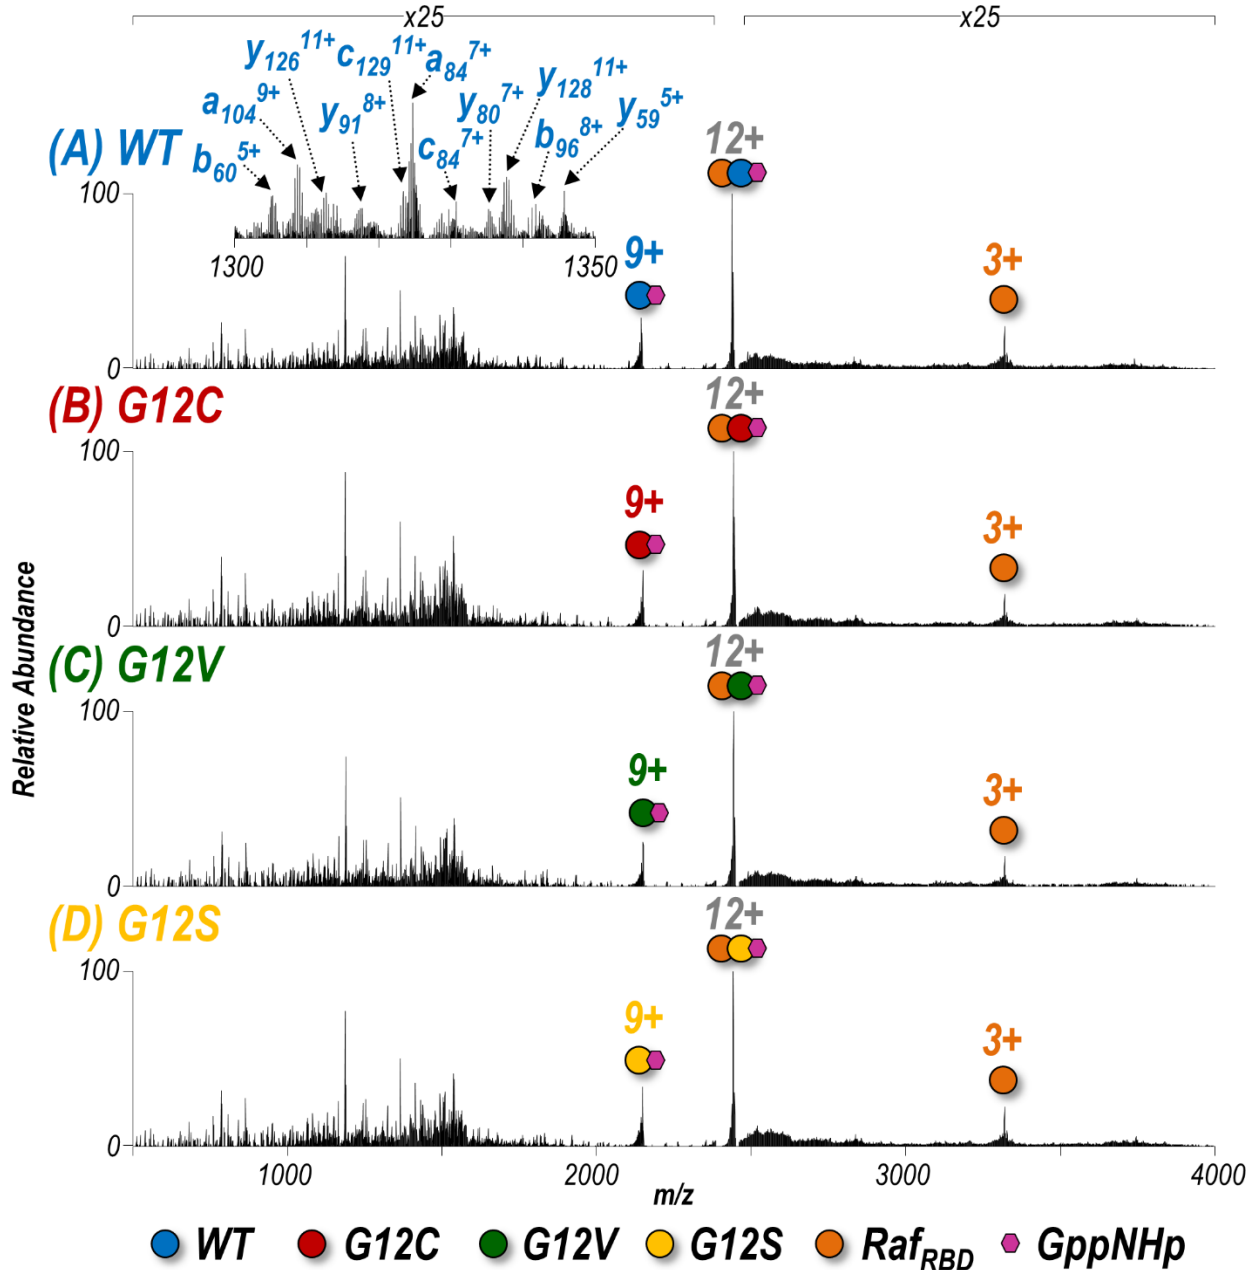 x25 x25
y126 11+ c129 11+ a84 7+ y128 11+
a104 9+ y91 8+ y80 7+ y59 5+
(A) WT b60 5+ c84 7+ b96 8+ 12+
100
9+ 3+
1300 1350
0
(B) G12C 12+
100
9+ 3+
0
(C) G12V 12+
100
9+ 3+
0
(D) G12S 12+
100
9+ 3+
0
Relative Abundance
1000 2000 3000 4000
m/z
WT G12C G12V G12S RafRBD GppNHp